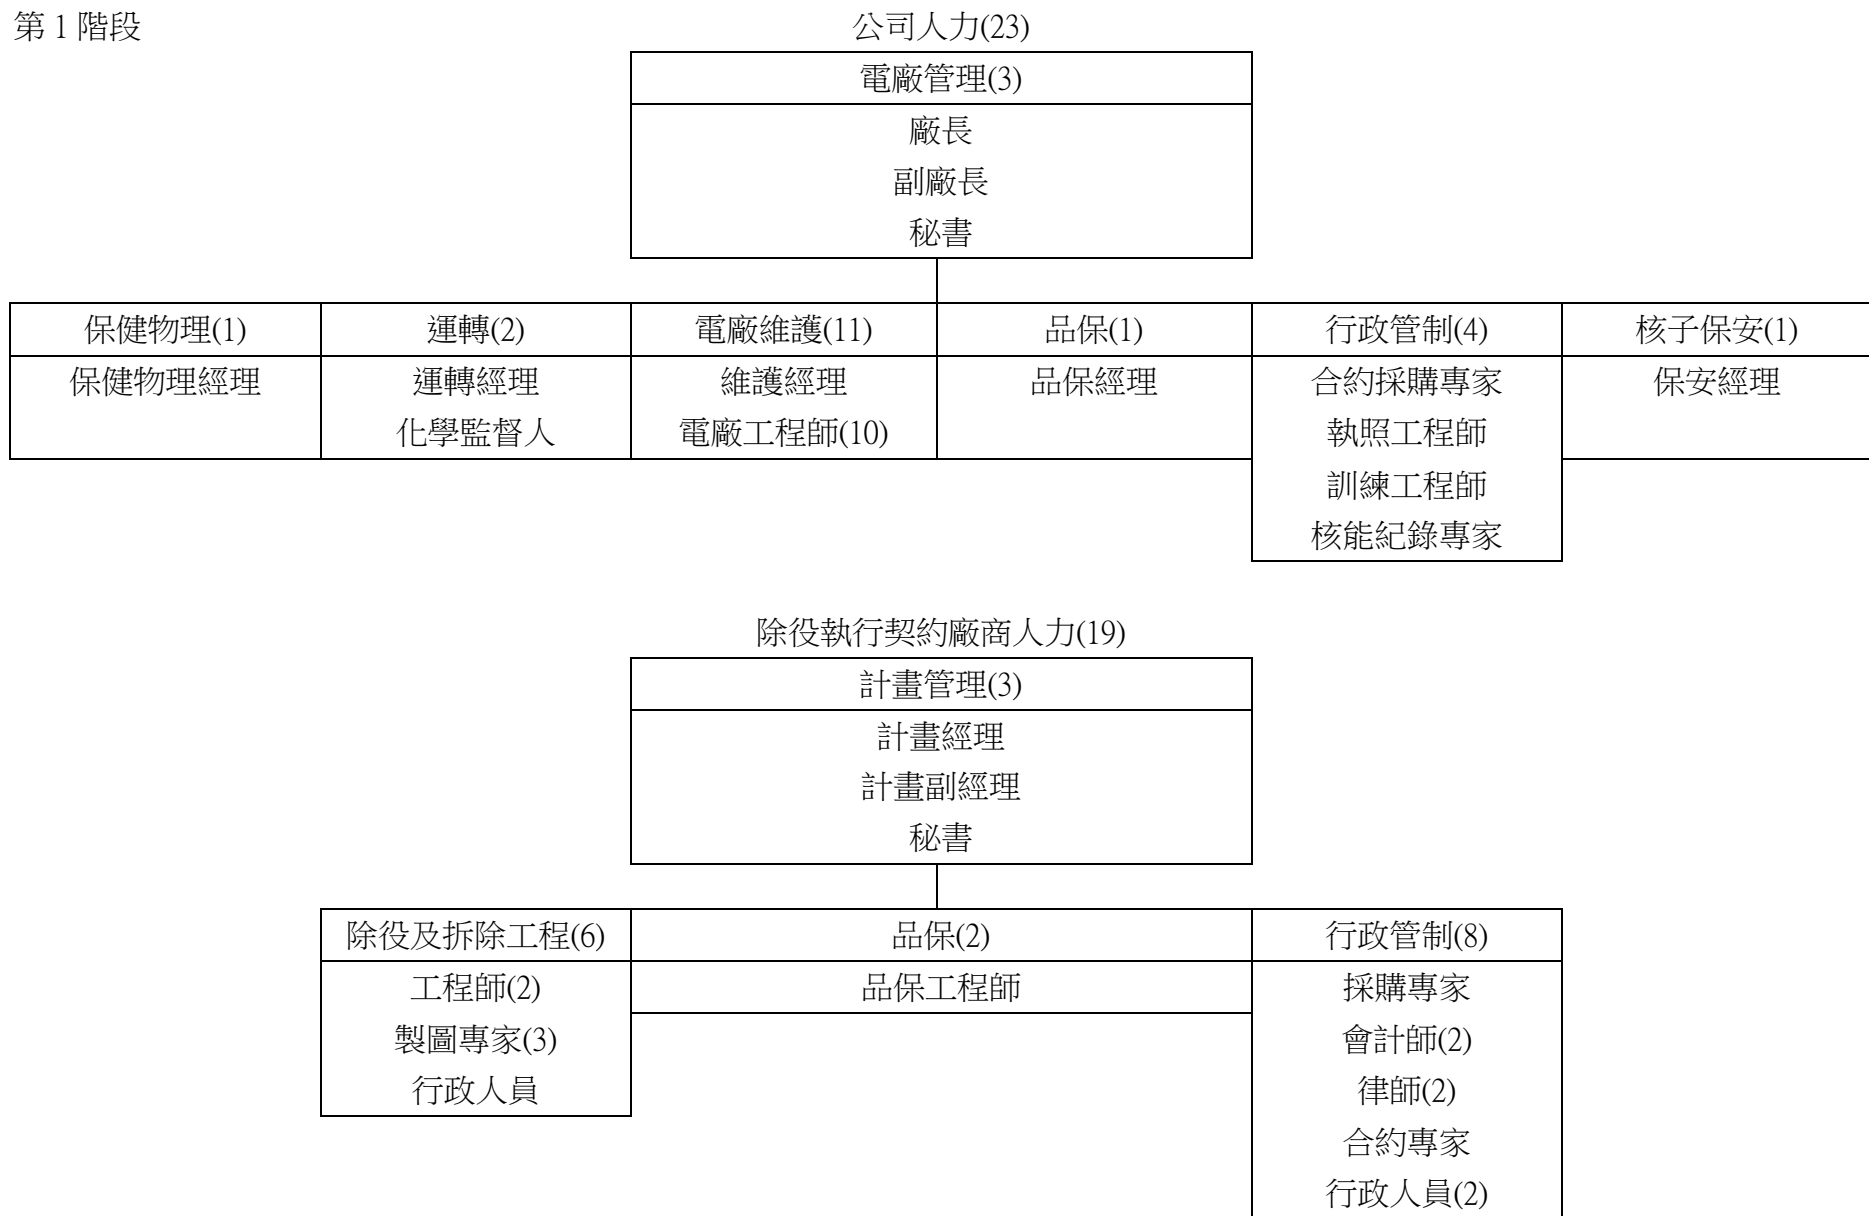 第 1 階段
公司人力(23)
電廠管理(3)
廠長
副廠長
秘書
保健物理(1)
保健物理經理
運轉(2)
運轉經理
化學監督人
電廠維護(11)
維護經理
電廠工程師(10)
品保(1)
品保經理
行政管制(4)
合約採購專家
執照工程師
訓練工程師
核能紀錄專家
核子保安(1)
保安經理
除役執行契約廠商人力(19)
計畫管理(3)
計畫經理
計畫副經理
秘書
除役及拆除工程(6)
工程師(2)
製圖專家(3)
行政人員
品保(2)
品保工程師
行政管制(8)
採購專家
會計師(2)
律師(2)
合約專家
行政人員(2)